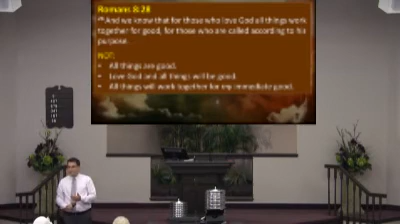 Romans 8:28
28 And we know that for those who love God all things work
together for good, for those who are called according to his
purpose.
NOT:
• All things are good.
• Love God and all things will be good.
• All things will work together for my immediate good.